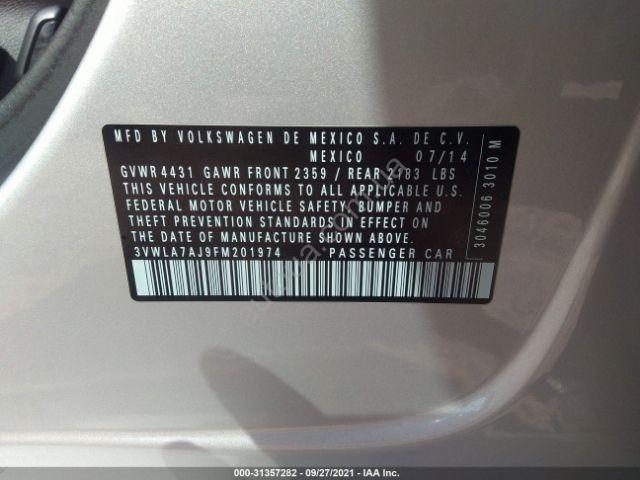 MFD BY VOLKSWAGEN DE MEXICO S.A. DE C.V.
MEXICO 07/14
GVWR 4431 GAWR FRONT 2359 / REAR 2183 LBS
THIS VEHICLE CONFORMS TO ALL APPLICABLE U.S.
FEDERAL MOTOR VEHICLE SAFETY, BUMPER AND
THEFT PREVENTION STANDARDS IN EFFECT ON
THE DATE OF MANUFACTURE SHOWN ABOVE.
3VWLA7AJ9FM201974 PASSENGER CAR
3046006 3010 M
000-31357282 - 09/27/2021 - IAA Inc.